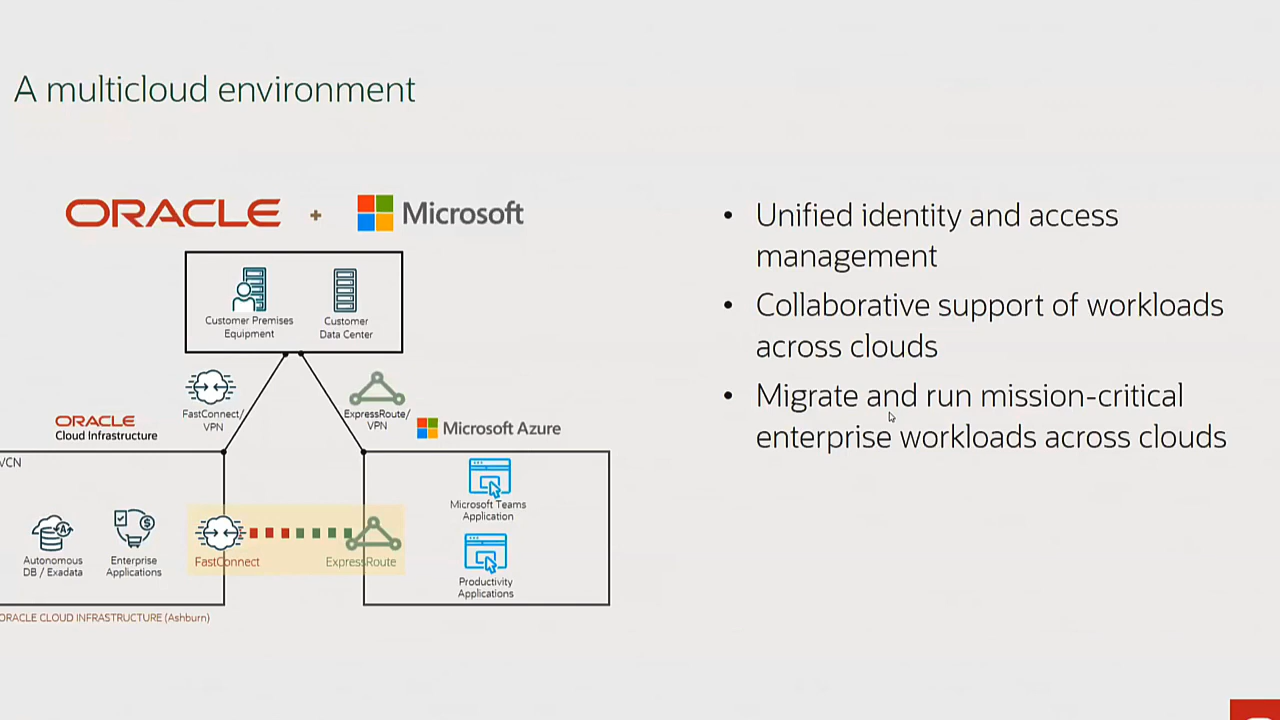 A multicloud environment
ORACLE + Microsoft
Customer Premises
Equipment
Customer
Data Center
FastConnect/
VPN
ExpressRoute/
VPN
ORACLE
Cloud Infrastructure
Microsoft Azure
VCN
Autonomous
DB / Exadata
Enterprise
Applications
FastConnect
ExpressRoute
Microsoft Teams
Application
Productivity
Applications
ORACLE CLOUD INFRASTRUCTURE (Ashburn)
• Unified identity and access
management
• Collaborative support of workloads
across clouds
• Migrate and run mission-critical
enterprise workloads across clouds